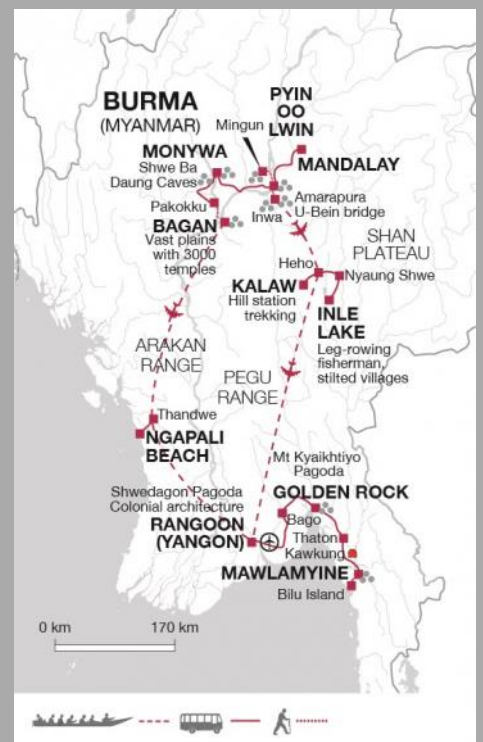 BURMA
(MYANMAR)
PYIN
OO
LWIN
Mingun
MONYWA
MANDALAY
Shwe Ba
Daung Caves
Amarapura
U-Bein bridge
Inwa
Pakokku
BAGAN
Vast plains
with 3000
temples
SHAN
PLATEAU
Heho
Nyaung Shwe
KALAW
Hill station
trekking
INLE
LAKE
Leg-rowing
fisherman,
stilted villages
ARAKAN
RANGE
PEGU
RANGE
Thandwe
NGAPALI
BEACH
Mt Kyaikhtiyo
Pagoda
Shwedagon Pagoda
Colonial architecture
GOLDEN ROCK
RANGOON
(YANGON)
Bago
Thaton
Kawkung
MAWLAMYINE
Bilu Island
0 km
170 km